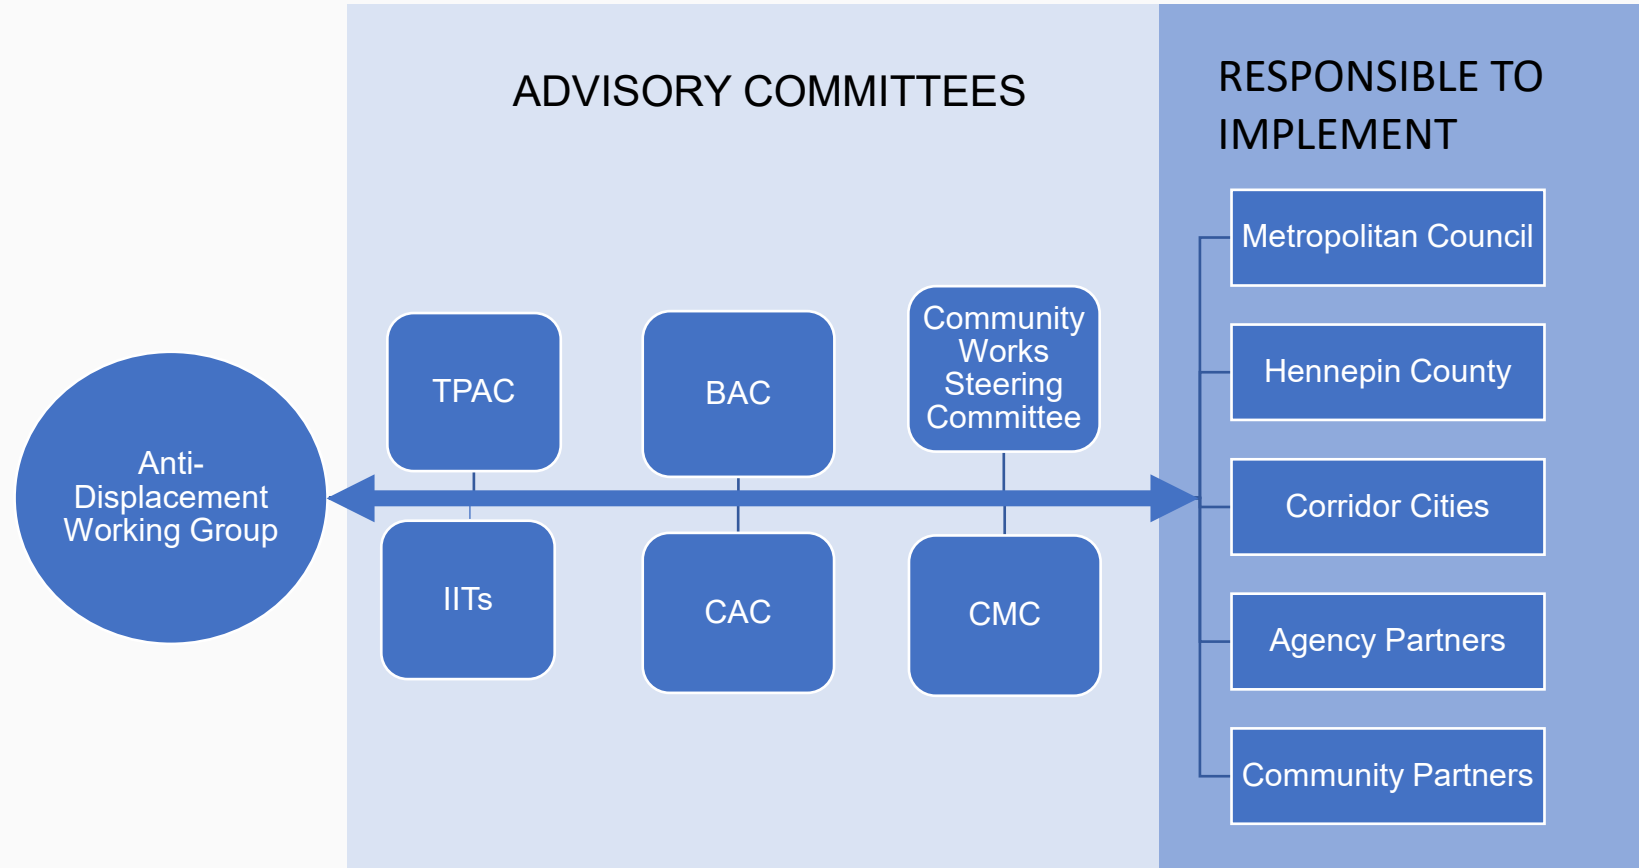 ADVISORY COMMITTEES
RESPONSIBLE TO
IMPLEMENT
Anti-
Displacement
Working Group
TPAC
BAC
Community
Works
Steering
Committee
IITs
CAC
CMC
Metropolitan Council
Hennepin County
Corridor Cities
Agency Partners
Community Partners